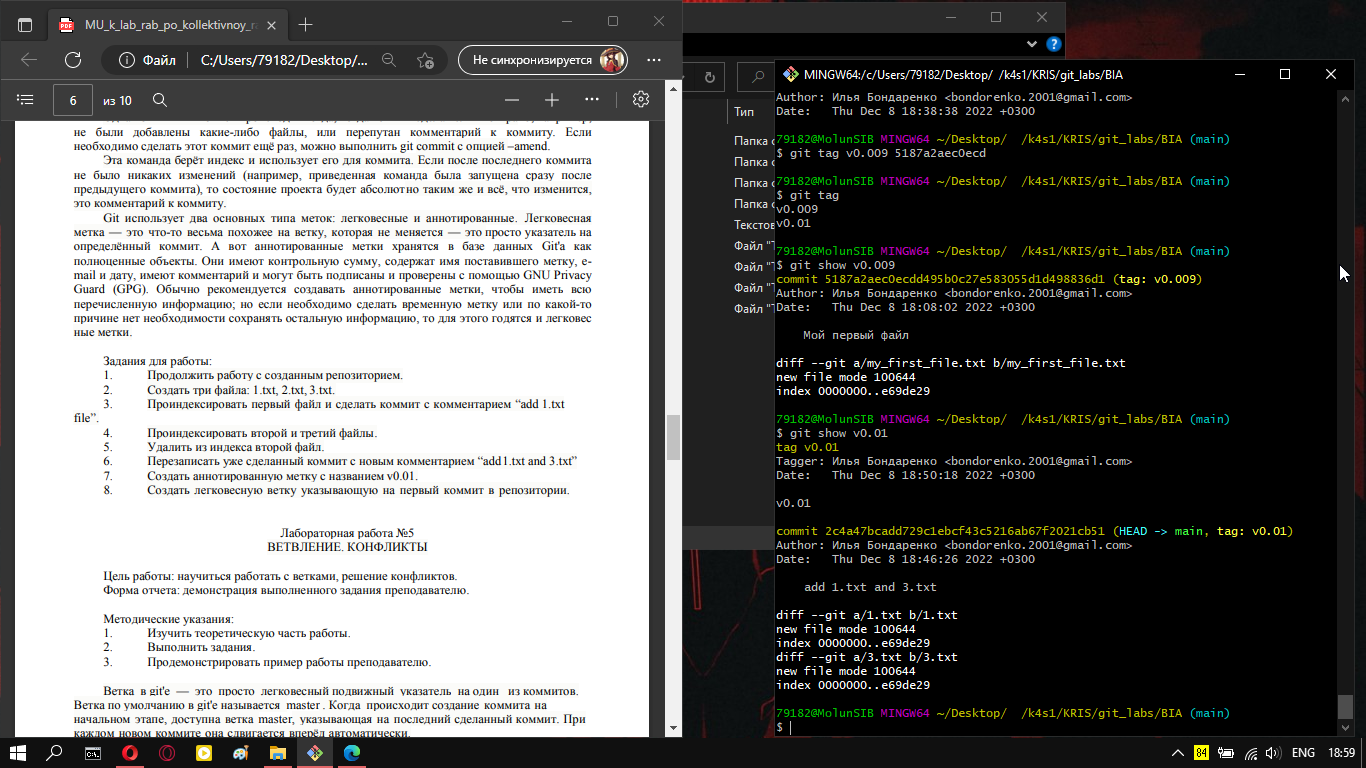 MU_k_lab_rab_po_kollektivnoy_r
Файл
C:/Users/79182/Desktop/...
Не синхронизируется
6 из 10
не были добавлены какие-либо файлы, или перепутан комментарий к коммиту. Если
необходимо сделать этот коммит ещё раз, можно выполнить git commit с опцией –amend.
Эта команда берёт индекс и использует его для коммита. Если после последнего коммита
не было никаких изменений (например, приведенная команда была запущена сразу после
предыдущего коммита), то состояние проекта будет абсолютно таким же и всё, что изменится,
это комментарий к коммиту.
Git использует два основных типа меток: легковесные и аннотированные. Легковесная
метка — это что-то весьма похожее на ветку, которая не меняется — это просто указатель на
определённый коммит. А вот аннотированные метки хранятся в базе данных Git'а как
полноценные объекты. Они имеют контрольную сумму, содержат имя поставившего метку, e-
mail и дату, имеют комментарий и могут быть подписаны и проверены с помощью GNU Privacy
Guard (GPG). Обычно рекомендуется создавать аннотированные метки, чтобы иметь всю
перечисленную информацию; но если необходимо сделать временную метку или по какой-то
причине нет необходимости сохранять остальную информацию, то для этого годятся и легковес
ные метки.
Задания для работы:
1. Продолжить работу с созданным репозиторием.
2. Создать три файла: 1.txt, 2.txt, 3.txt.
3. Проиндексировать первый файл и сделать коммит с комментарием “add 1.txt
file”.
4. Проиндексировать второй и третий файлы.
5. Удалить из индекса второй файл.
6. Перезаписать уже сделанный коммит с новым комментарием “add 1.txt and 3.txt”
7. Создать аннотированную метку с названием v0.01.
8. Создать легковесную ветку указывающую на первый коммит в репозитории.
Лабораторная работа №5
ВЕТВЛЕНИЕ. КОНФЛИКТЫ
Цель работы: научиться работать с ветками, решение конфликтов.
Форма отчета: демонстрация выполненного задания преподавателю.
Методические указания:
1. Изучить теоретическую часть работы.
2. Выполнить задания.
3. Продемонстрировать пример работы преподавателю.
Ветка в git'e — это просто легковесный подвижный указатель на один из коммитов.
Ветка по умолчанию в git'e называется master . Когда происходит создание коммита на
начальном этапе, доступна ветка master, указывающая на последний сделанный коммит. При
каждом новом коммите она сдвигается вперёд автоматически.
Тип
Папка с
Папка с
Папка с
Папка с
Текстов
Файл "
Файл "
Файл "
Файл "
MINGW64:/c/Users/79182/Desktop/ /k4s1/KRIS/git_labs/BIA
Author: Илья Бондаренко <bondorenko.2001@gmail.com>
Date: Thu Dec 8 18:38:38 2022 +0300
79182@MolunSIB MINGW64 ~/Desktop/ /k4s1/KRIS/git_labs/BIA (main)
$ git tag v0.009 5187a2aec0ecd
79182@MolunSIB MINGW64 ~/Desktop/ /k4s1/KRIS/git_labs/BIA (main)
$ git tag
v0.009
v0.01
79182@MolunSIB MINGW64 ~/Desktop/ /k4s1/KRIS/git_labs/BIA (main)
$ git show v0.009
commit 5187a2aec0ecdd495b0c27e583055d1d498836d1 (tag: v0.009)
Author: Илья Бондаренко <bondorenko.2001@gmail.com>
Date: Thu Dec 8 18:08:02 2022 +0300
Мой первый файл
diff --git a/my_first_file.txt b/my_first_file.txt
new file mode 100644
index 0000000..e69de29
79182@MolunSIB MINGW64 ~/Desktop/ /k4s1/KRIS/git_labs/BIA (main)
$ git show v0.01
tag v0.01
Tagger: Илья Бондаренко <bondorenko.2001@gmail.com>
Date: Thu Dec 8 18:50:18 2022 +0300
v0.01
commit 2c4a47bcadd729c1ebcf43c5216ab67f2021cb51 (HEAD -> main, tag: v0.01)
Author: Илья Бондаренко <bondorenko.2001@gmail.com>
Date: Thu Dec 8 18:46:26 2022 +0300
add 1.txt and 3.txt
diff --git a/1.txt b/1.txt
new file mode 100644
index 0000000..e69de29
diff --git a/3.txt b/3.txt
new file mode 100644
index 0000000..e69de29
79182@MolunSIB MINGW64 ~/Desktop/ /k4s1/KRIS/git_labs/BIA (main)
$
84
ENG
18:59